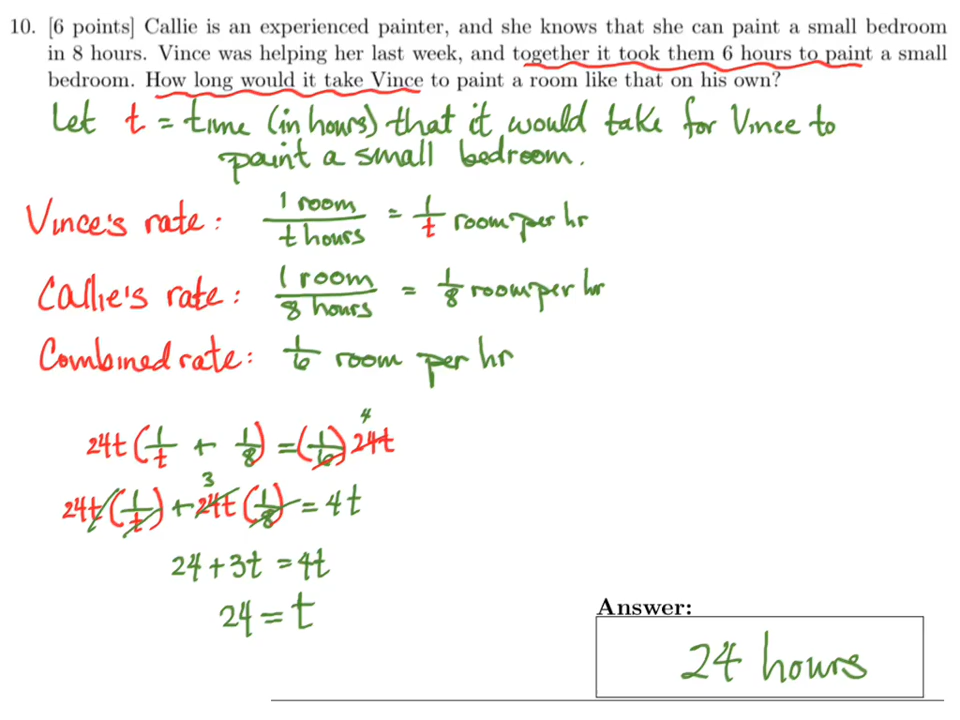 10. [6 points] Callie is an experienced painter, and she knows that she can paint a small bedroom
in 8 hours. Vince was helping her last week, and together it took them 6 hours to paint a small
bedroom. How long would it take Vince to paint a room like that on his own?
Let t = time (in hours) that it would take for Vince to
paint a small bedroom.
Vince's rate: 1 room / t hours = 1/t room per hr
Callie's rate: 1 room / 8 hours = 1/8 room per hr
Combined rate: 1/6 room per hr
4
24t (1/t + 1/8) = (1/6) 24t
3
24t (1/t) + 24t (1/8) = 4t
24 + 3t = 4t
24 = t
Answer:
24 hours